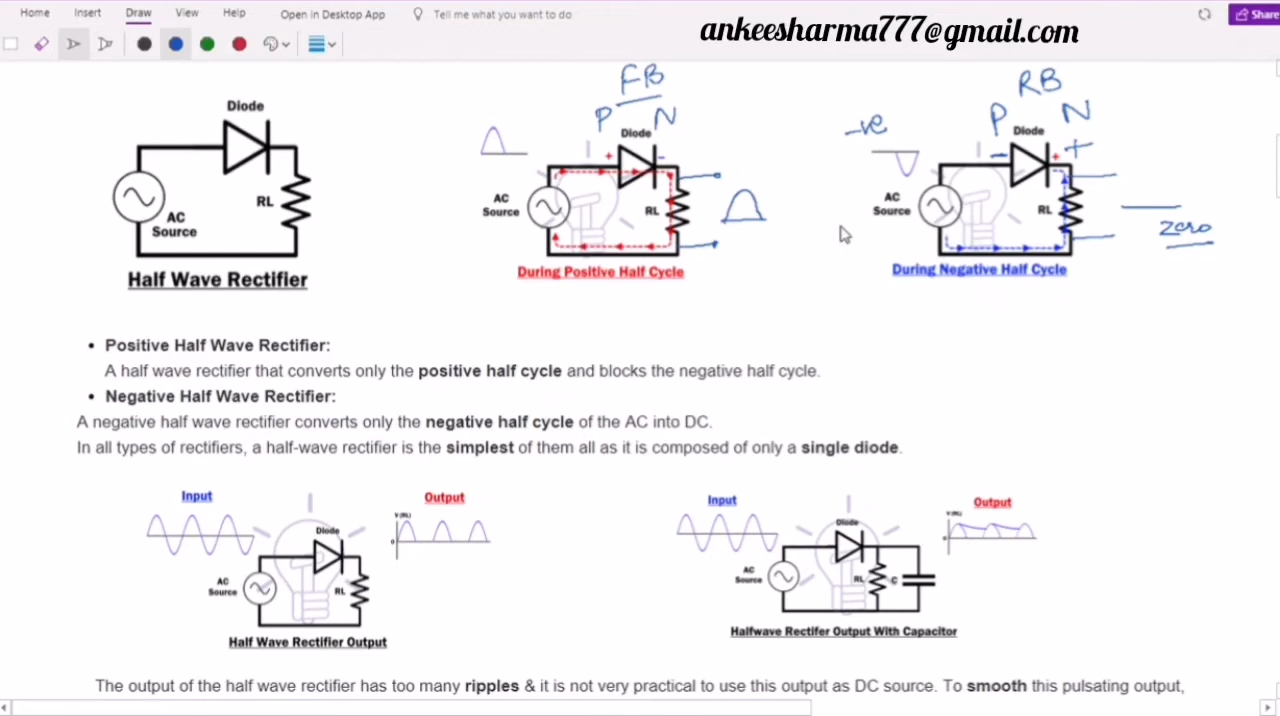 Home Insert Draw View Help Open in Desktop App Tell me what you want to do Share
ankeesharma777@gmail.com
FB
P N
Diode
+ -
AC
Source
RL
During Positive Half Cycle
RB
-ve
P N
Diode
- + +
AC
Source
RL
zero
During Negative Half Cycle
Diode
RL
AC
Source
Half Wave Rectifier
• Positive Half Wave Rectifier:
A half wave rectifier that converts only the positive half cycle and blocks the negative half cycle.
• Negative Half Wave Rectifier:
A negative half wave rectifier converts only the negative half cycle of the AC into DC.
In all types of rectifiers, a half-wave rectifier is the simplest of them all as it is composed of only a single diode.
Input
Output
V (RL)
0
Diode
AC
Source
RL
Half Wave Rectifier Output
Input
Output
V (RL)
0
Diode
AC
Source
RL C
Halfwave Rectifer Output With Capacitor
The output of the half wave rectifier has too many ripples & it is not very practical to use this output as DC source. To smooth this pulsating output,